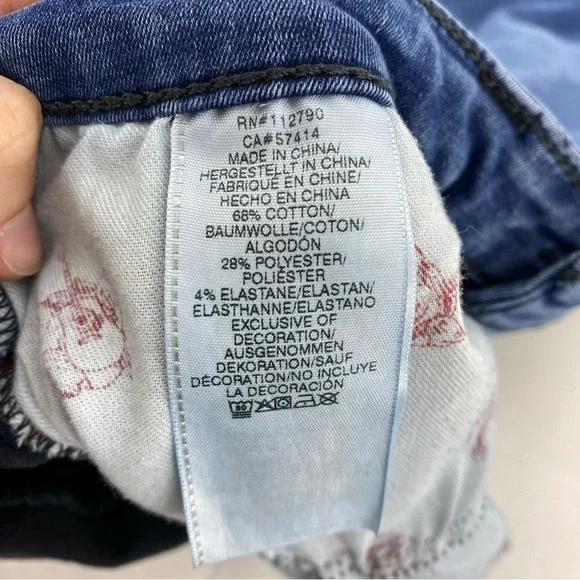 RN#112790
CA#57414
MADE IN CHINA/
HERGESTELLT IN CHINA/
FABRIQUE EN CHINE/
HECHO EN CHINA
68% COTTON/
BAUMWOLLE/COTON/
ALGODÓN
28% POLYESTER/
POLIÉSTER
4% ELASTANE/ELASTAN/
ELASTHANNE/ELASTANO
EXCLUSIVE OF
DECORATION/
AUSGENOMMEN
DEKORATION/SAUF
DÉCORATION/NO INCLUYE
LA DECORACIÓN